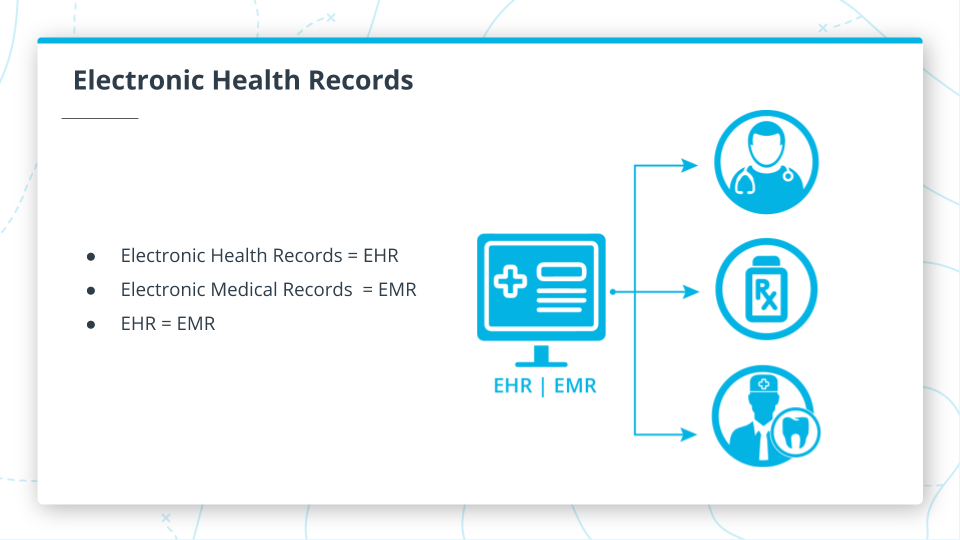 Electronic Health Records
● Electronic Health Records = EHR
● Electronic Medical Records  = EMR
● EHR = EMR
Rx
EHR | EMR